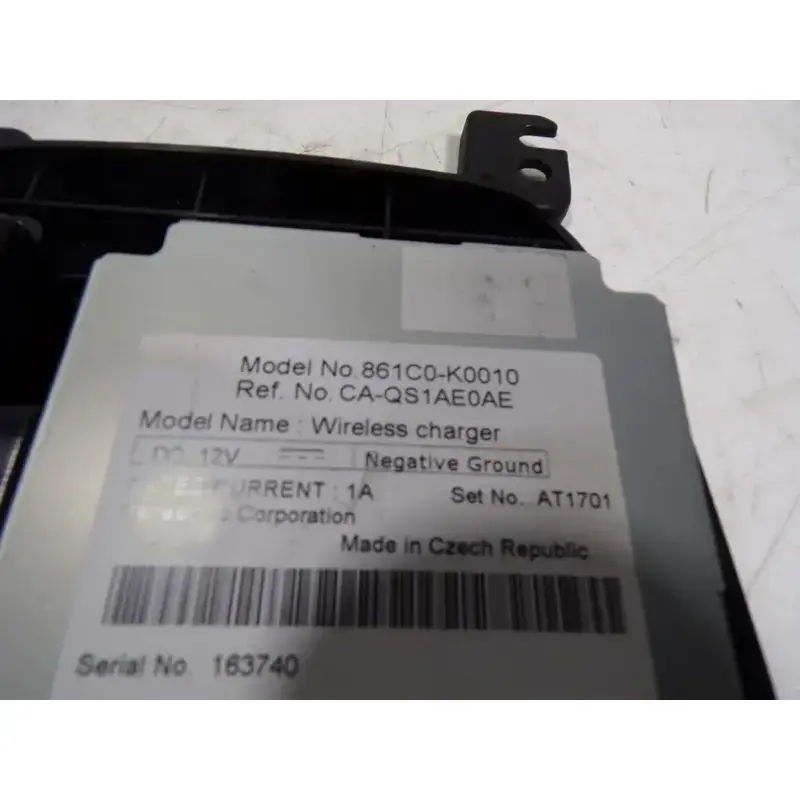 Model No.861C0-K0010
Ref. No. CA-QS1AE0AE
Model Name : Wireless charger
DC 12V Negative Ground
CURRENT : 1A Set No. AT1701
Corporation
Made in Czech Republic
Serial No. 163740